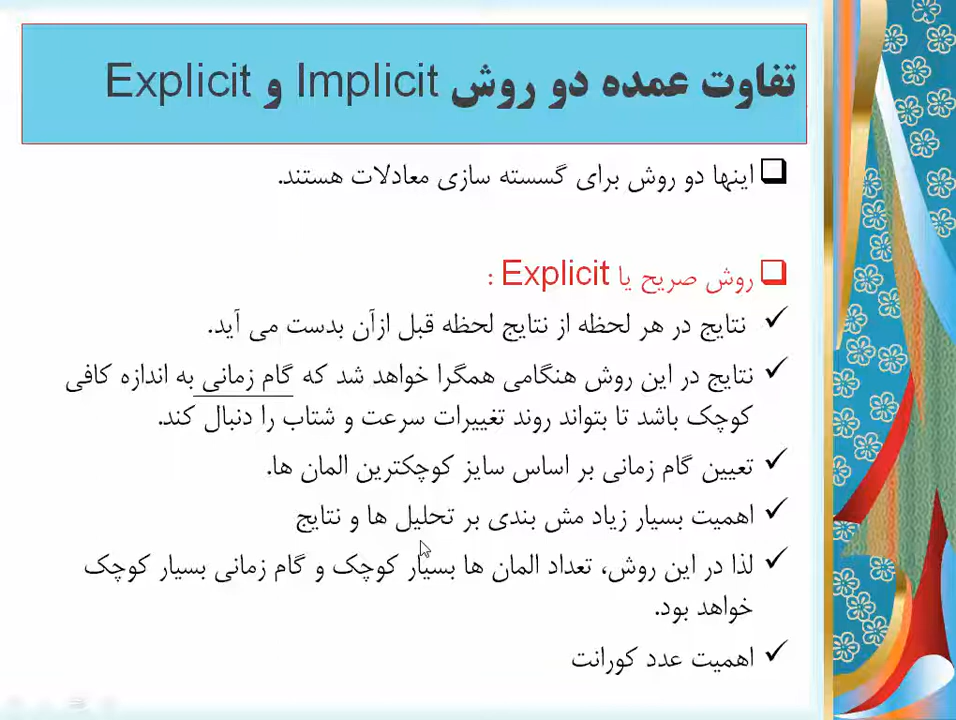 تفاوت عمده دو روش Implicit و Explicit
اینها دو روش برای گسسته سازی معادلات هستند.
روش صریح یا Explicit :
نتایج در هر لحظه از نتایج لحظه قبل ازآن بدست می آید.
نتایج در این روش هنگامی همگرا خواهد شد که گام زمانی به اندازه کافی
کوچک باشد تا بتواند روند تغییرات سرعت و شتاب را دنبال کند.
تعیین گام زمانی بر اساس سایز کوچکترین المان ها.
اهمیت بسیار زیاد مش بندی بر تحلیل ها و نتایج
لذا در این روش، تعداد المان ها بسیار کوچک و گام زمانی بسیار کوچک
خواهد بود.
اهمیت عدد کورانت